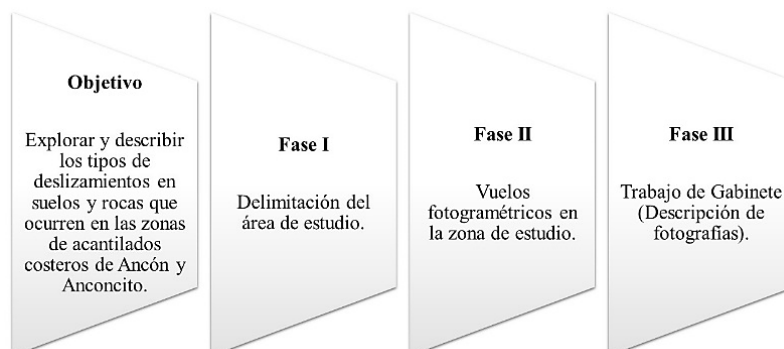 Objetivo
Explorar y describir
los tipos de
deslizamientos en
suelos y rocas que
ocurren en las zonas
de acantilados
costeros de Ancón y
Anconcito.
Fase I
Delimitación del
área de estudio.
Fase II
Vuelos
fotogramétricos en
la zona de estudio.
Fase III
Trabajo de Gabinete
(Descripción de
fotografías).